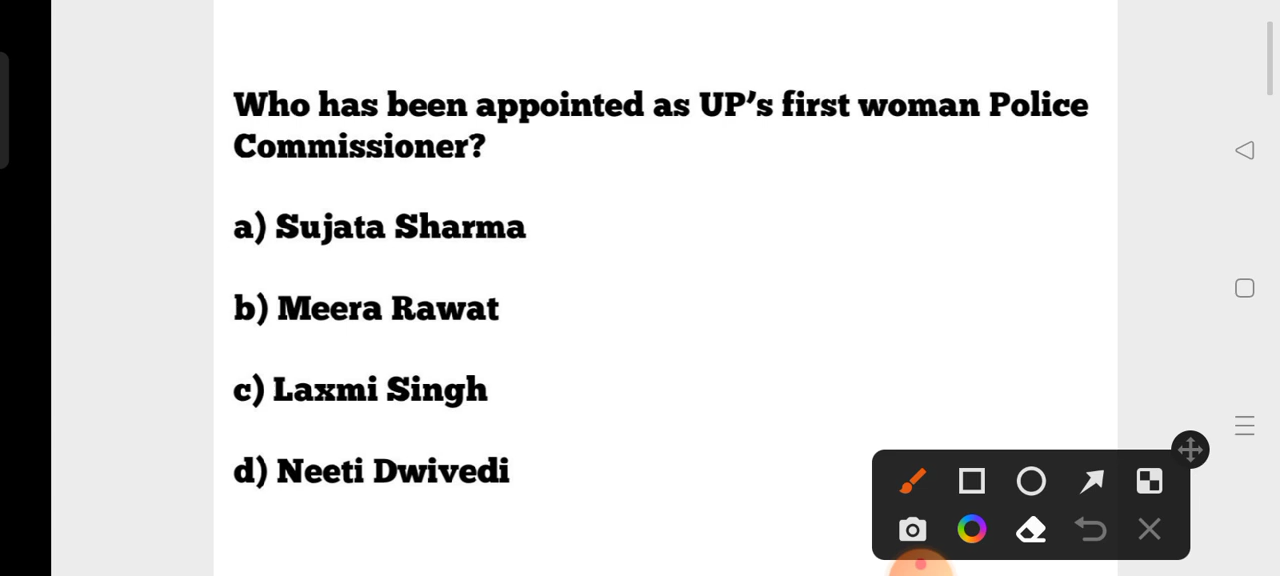 Who has been appointed as UP’s first woman Police
Commissioner?
a) Sujata Sharma
b) Meera Rawat
c) Laxmi Singh
d) Neeti Dwivedi